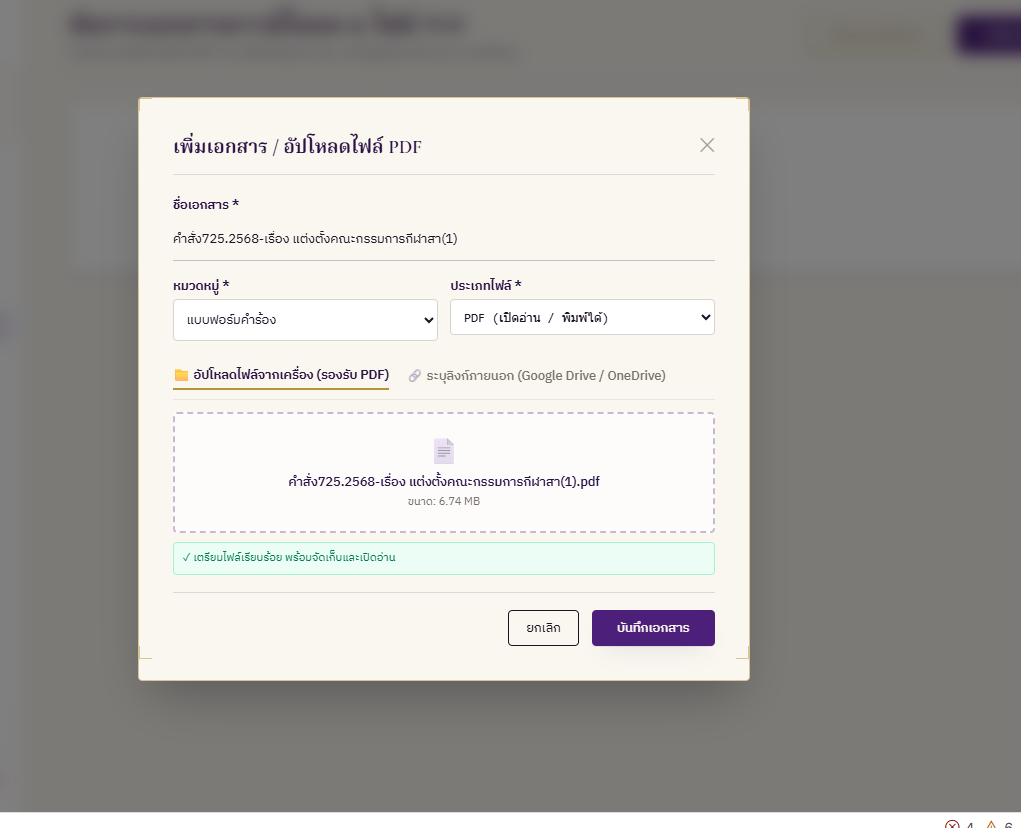 เพิ่มเอกสาร / อัปโหลดไฟล์ PDF
ชื่อเอกสาร *
คำสั่ง725.2568-เรื่อง แต่งตั้งคณะกรรมการกีฬาสา(1)
หมวดหมู่ * ประเภทไฟล์ *
แบบฟอร์มคำร้อง PDF (เปิดอ่าน / พิมพ์ได้)
อัปโหลดไฟล์จากเครื่อง (รองรับ PDF) ระบุลิงก์ภายนอก (Google Drive / OneDrive)
คำสั่ง725.2568-เรื่อง แต่งตั้งคณะกรรมการกีฬาสา(1).pdf
ขนาด: 6.74 MB
✓ เตรียมไฟล์เรียบร้อย พร้อมจัดเก็บและเปิดอ่าน
ยกเลิก บันทึกเอกสาร